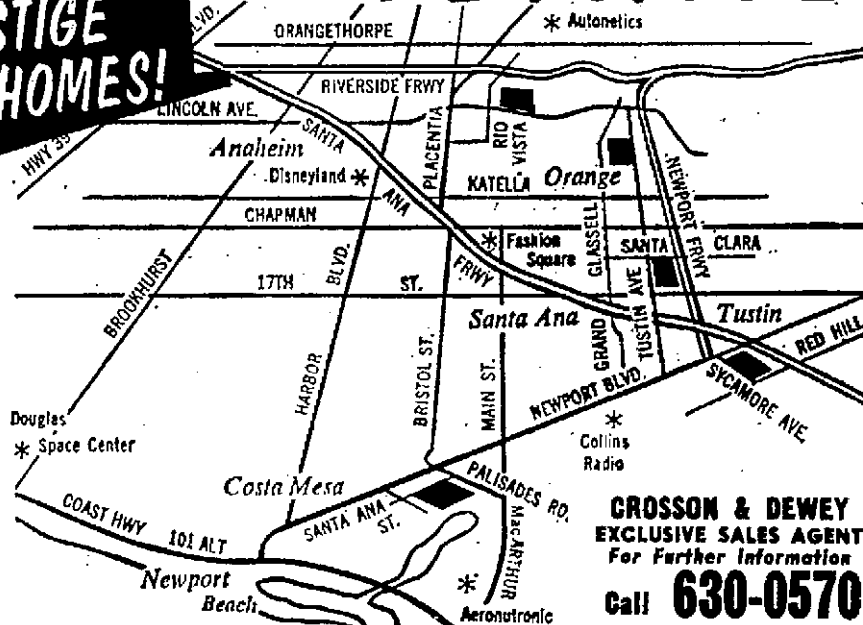 STIGE
HOMES!
LVD.
ORANGETHORPE
* Autonetics
RIVERSIDE FRWY
LINCOLN AVE.
HWY 39
Anaheim
SANTA
ANA
FRWY
PLACENTIA
RIO
VISTA
Disneyland *
KATELLA
Orange
CHAPMAN
* Fashion
Square
GLASSELL
SANTA
CLARA
NEWPORT FRWY
BROOKHURST
HARBOR
BLVD.
17TH
ST.
Santa Ana
GRAND
TUSTIN AVE
Tustin
RED HILL
BRISTOL ST.
MAIN ST.
NEWPORT BLVD.
SYCAMORE AVE.
Douglas
* Space Center
*
Collins
Radio
Costa Mesa
PALISADES RD.
SANTA ANA
ST.
COAST HWY
101 ALT
MacARTHUR
Newport
Beach
*
Aeronutronic
CROSSON & DEWEY
EXCLUSIVE SALES AGENT
For Further Information
Call 630-0570